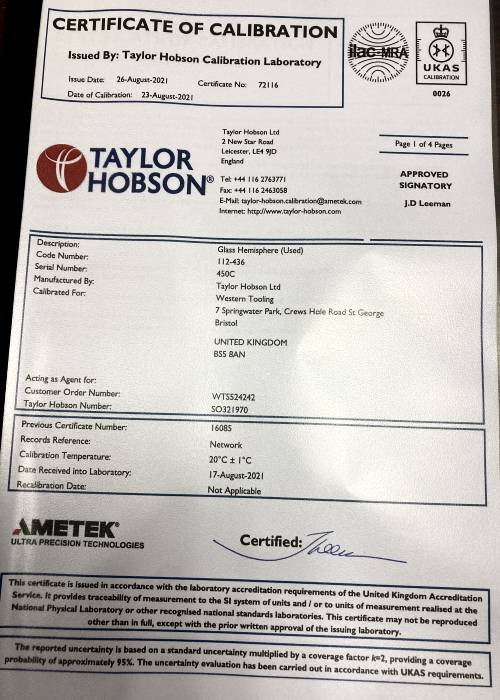 CERTIFICATE OF CALIBRATION
Issued By: Taylor Hobson Calibration Laboratory
Issue Date: 26-August-2021 Certificate No: 72116
Date of Calibration: 23-August-2021
ilac-MRA
UKAS
CALIBRATION
0026
TAYLOR
HOBSON®
Taylor Hobson Ltd
2 New Star Road
Leicester, LE4 9JD
England
Tel: +44 116 2763771
Fax: +44 116 2463058
E-Mail: taylor-hobson.calibration@ametek.com
Internet: http://www.taylor-hobson.com
Page 1 of 4 Pages
APPROVED
SIGNATORY
J.D Leeman
Description: Glass Hemisphere (Used)
Code Number: 112-436
Serial Number: 450C
Manufactured By: Taylor Hobson Ltd
Calibrated For: Western Tooling
7 Springwater Park, Crews Hole Road St George
Bristol
UNITED KINGDOM
BS5 8AN
Acting as Agent for:
Customer Order Number: WTS524242
Taylor Hobson Number: SO321970
Previous Certificate Number: 16085
Records Reference: Network
Calibration Temperature: 20°C ± 1°C
Date Received into Laboratory: 17-August-2021
Recalibration Date: Not Applicable
AMETEK®
ULTRA PRECISION TECHNOLOGIES
Certified:
This certificate is issued in accordance with the laboratory accreditation requirements of the United Kingdom Accreditation
Service. It provides traceability of measurement to the SI system of units and / or to units of measurement realised at the
National Physical Laboratory or other recognised national standards laboratories. This certificate may not be reproduced
other than in full, except with the prior written approval of the issuing laboratory.
The reported uncertainty is based on a standard uncertainty multiplied by a coverage factor k=2, providing a coverage
probability of approximately 95%. The uncertainty evaluation has been carried out in accordance with UKAS requirements.